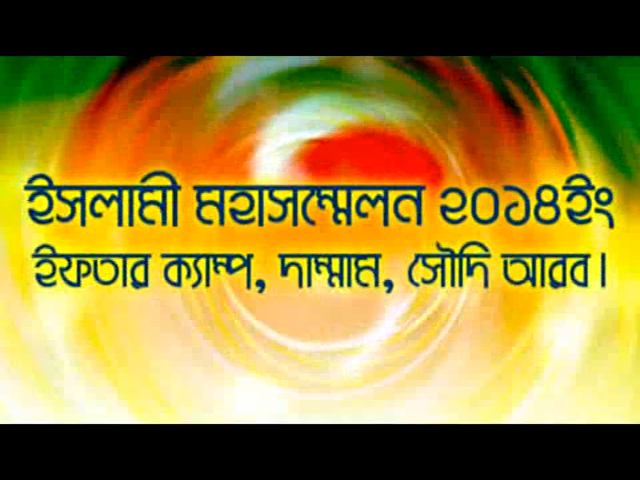 ইসলামী মহাসম্মেলন ২০১৪ইং
ইফতার ক্যাম্প, দাম্মাম, সৌদি আরব।